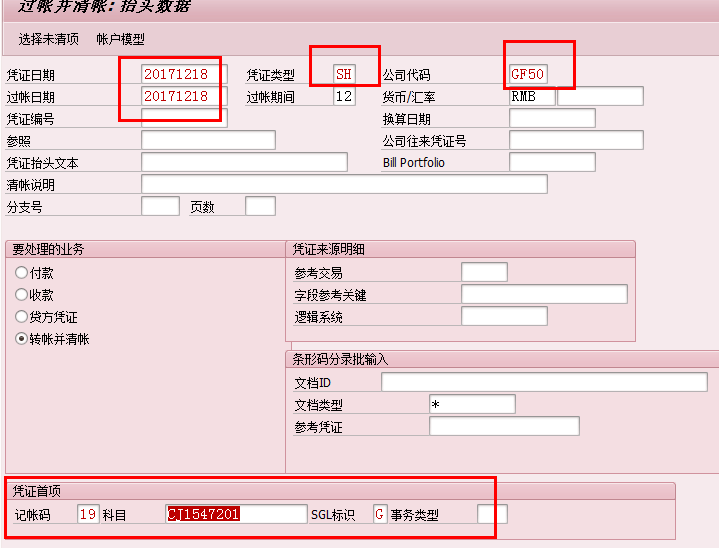 过帐并清帐:抬头数据
选择未清项 帐户模型
凭证日期 20171218 凭证类型 SH 公司代码 GF50
过帐日期 20171218 过帐期间 12 货币/汇率 RMB
凭证编号 换算日期
参照 公司往来凭证号
凭证抬头文本 Bill Portfolio
清帐说明
分支号 页数
要处理的业务 凭证来源明细
付款 参考交易
收款 字段参考关键
贷方凭证 逻辑系统
转帐并清帐
条形码分录批输入
文档ID
文档类型 *
参考凭证
凭证首项
记帐码 19 科目 CJ1547201 SGL标识 G 事务类型